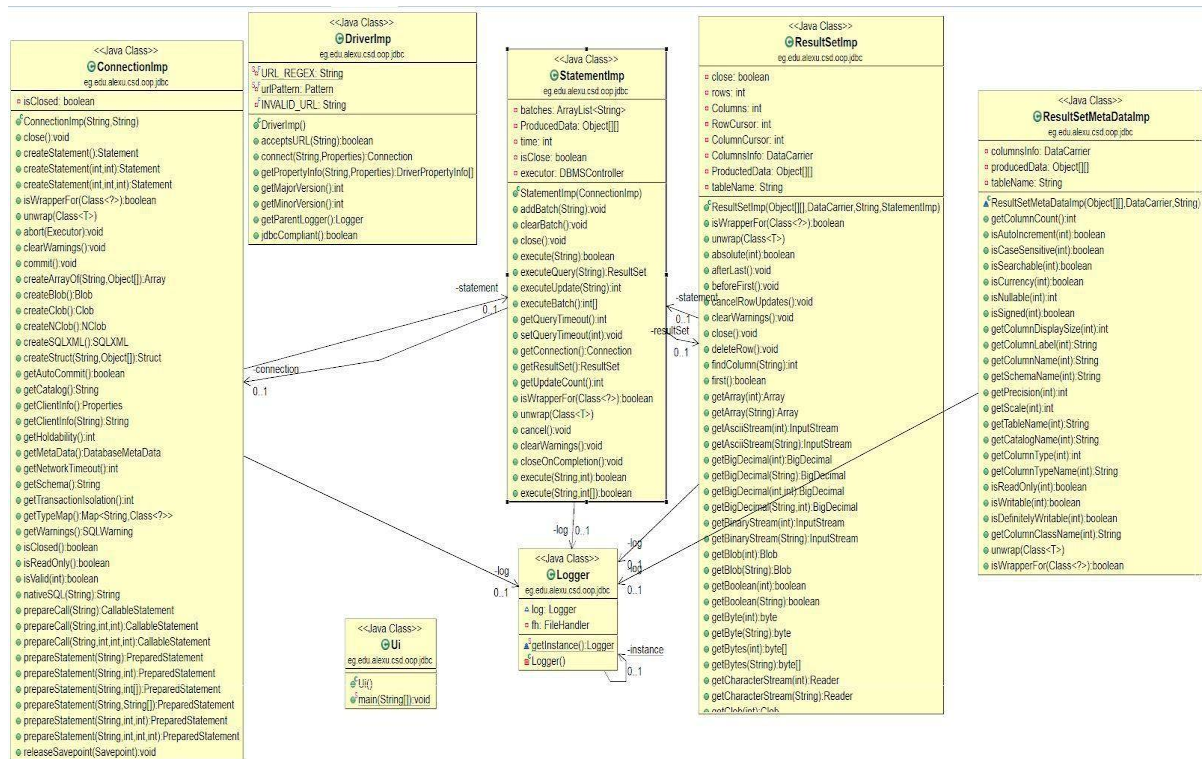 <<Java Class>>
ConnectionImp
eg.edu.alexu.csd.oop.jdbc
isClosed: boolean
ConnectionImp(String,String)
close():void
createStatement():Statement
createStatement(int,int):Statement
createStatement(int,int,int):Statement
isWrapperFor(Class<?>):boolean
unwrap(Class<T>)
abort(Executor):void
clearWarnings():void
commit():void
createArrayOf(String,Object[]):Array
createBlob():Blob
createClob():Clob
createNClob():NClob
createSQLXML():SQLXML
createStruct(String,Object[]):Struct
getAutoCommit():boolean
getCatalog():String
getClientInfo():Properties
getClientInfo(String):String
getHoldability():int
getMetaData():DatabaseMetaData
getNetworkTimeout():int
getSchema():String
getTransactionIsolation():int
getTypeMap():Map<String,Class<?>>
getWarnings():SQLWarning
isClosed():boolean
isReadOnly():boolean
isValid(int):boolean
nativeSQL(String):String
prepareCall(String):CallableStatement
prepareCall(String,int,int):CallableStatement
prepareCall(String,int,int,int):CallableStatement
prepareStatement(String):PreparedStatement
prepareStatement(String,int):PreparedStatement
prepareStatement(String,int[]):PreparedStatement
prepareStatement(String,String[]):PreparedStatement
prepareStatement(String,int,int):PreparedStatement
prepareStatement(String,int,int,int):PreparedStatement
releaseSavepoint(Savepoint):void
<<Java Class>>
DriverImp
eg.edu.alexu.csd.oop.jdbc
URL_REGEX: String
urlPattern: Pattern
INVALID_URL: String
DriverImp()
acceptsURL(String):boolean
connect(String,Properties):Connection
getPropertyInfo(String,Properties):DriverPropertyInfo[]
getMajorVersion():int
getMinorVersion():int
getParentLogger():Logger
jdbcCompliant():boolean
<<Java Class>>
StatementImp
eg.edu.alexu.csd.oop.jdbc
batches: ArrayList<String>
ProducedData: Object[][]
time: int
isClose: boolean
executor: DBMSController
StatementImp(ConnectionImp)
addBatch(String):void
clearBatch():void
close():void
execute(String):boolean
executeQuery(String):ResultSet
executeUpdate(String):int
executeBatch():int[]
getQueryTimeout():int
setQueryTimeout(int):void
getConnection():Connection
getResultSet():ResultSet
getUpdateCount():int
isWrapperFor(Class<?>):boolean
unwrap(Class<T>)
cancel():void
clearWarnings():void
closeOnCompletion():void
execute(String,int):boolean
execute(String,int[]):boolean
<<Java Class>>
ResultSetImp
eg.edu.alexu.csd.oop.jdbc
close: boolean
rows: int
Columns: int
RowCursor: int
ColumnCursor: int
ColumnsInfo: DataCarrier
ProductedData: Object[][]
tableName: String
ResultSetImp(Object[][],DataCarrier,String,StatementImp)
isWrapperFor(Class<?>):boolean
unwrap(Class<T>)
absolute(int):boolean
afterLast():void
beforeFirst():void
cancelRowUpdates():void
clearWarnings():void
close():void
deleteRow():void
findColumn(String):int
first():boolean
getArray(int):Array
getArray(String):Array
getAsciiStream(int):InputStream
getAsciiStream(String):InputStream
getBigDecimal(int):BigDecimal
getBigDecimal(String):BigDecimal
getBigDecimal(int,int):BigDecimal
getBigDecimal(String,int):BigDecimal
getBinaryStream(int):InputStream
getBinaryStream(String):InputStream
getBlob(int):Blob
getBlob(String):Blob
getBoolean(int):boolean
getBoolean(String):boolean
getByte(int):byte
getByte(String):byte
getBytes(int):byte[]
getBytes(String):byte[]
getCharacterStream(int):Reader
getCharacterStream(String):Reader
getClob(int):Clob
<<Java Class>>
ResultSetMetaDataImp
eg.edu.alexu.csd.oop.jdbc
columnsInfo: DataCarrier
producedData: Object[][]
tableName: String
ResultSetMetaDataImp(Object[][],DataCarrier,String)
getColumnCount():int
isAutoIncrement(int):boolean
isCaseSensitive(int):boolean
isSearchable(int):boolean
isCurrency(int):boolean
isNullable(int):int
isSigned(int):boolean
getColumnDisplaySize(int):int
getColumnLabel(int):String
getColumnName(int):String
getSchemaName(int):String
getPrecision(int):int
getScale(int):int
getTableName(int):String
getCatalogName(int):String
getColumnType(int):int
getColumnTypeName(int):String
isReadOnly(int):boolean
isWritable(int):boolean
isDefinitelyWritable(int):boolean
getColumnClassName(int):String
unwrap(Class<T>)
isWrapperFor(Class<?>):boolean
-statement
0..1
-connection
0..1
-statement
0..1
-resultSet
0..1
-log
0..1
-log
0..1
-log
0..1
-log
0..1
<<Java Class>>
Logger
eg.edu.alexu.csd.oop.jdbc
log: Logger
fh: FileHandler
getInstance():Logger
Logger()
-instance
0..1
<<Java Class>>
Ui
eg.edu.alexu.csd.oop.jdbc
Ui()
main(String[]):void